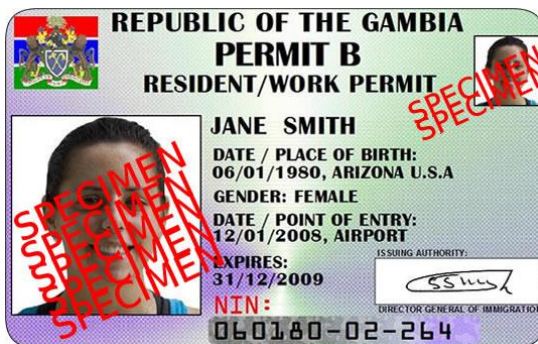 REPUBLIC OF THE GAMBIA
PERMIT B
RESIDENT/WORK PERMIT
SPECIMEN
SPECIMEN
JANE SMITH
DATE / PLACE OF BIRTH:
06/01/1980, ARIZONA U.S.A
GENDER: FEMALE
DATE / POINT OF ENTRY:
12/01/2008, AIRPORT
SPECIMEN
SPECIMEN
SPECIMEN
SPECIMEN
SPECIMEN
EXPIRES:
31/12/2009
ISSUING AUTHORITY:
DIRECTOR GENERAL OF IMMIGRATION
NIN:
060180-02-264